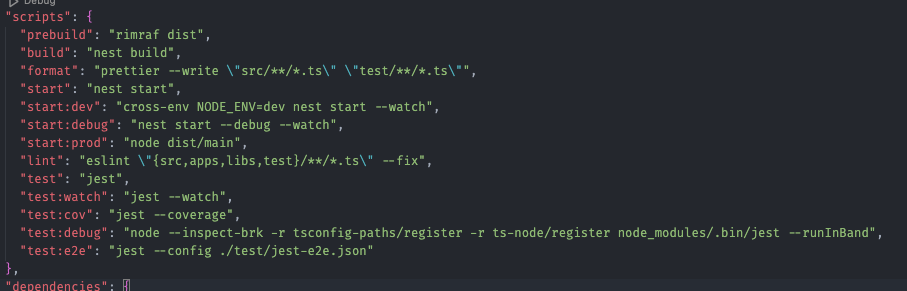 Debug
"scripts": {
"prebuild": "rimraf dist",
"build": "nest build",
"format": "prettier --write \"src/**/*.ts\" \"test/**/*.ts\"",
"start": "nest start",
"start:dev": "cross-env NODE_ENV=dev nest start --watch",
"start:debug": "nest start --debug --watch",
"start:prod": "node dist/main",
"lint": "eslint \"{src,apps,libs,test}/**/*.ts\" --fix",
"test": "jest",
"test:watch": "jest --watch",
"test:cov": "jest --coverage",
"test:debug": "node --inspect-brk -r tsconfig-paths/register -r ts-node/register node_modules/.bin/jest --runInBand",
"test:e2e": "jest --config ./test/jest-e2e.json"
},
"dependencies": {